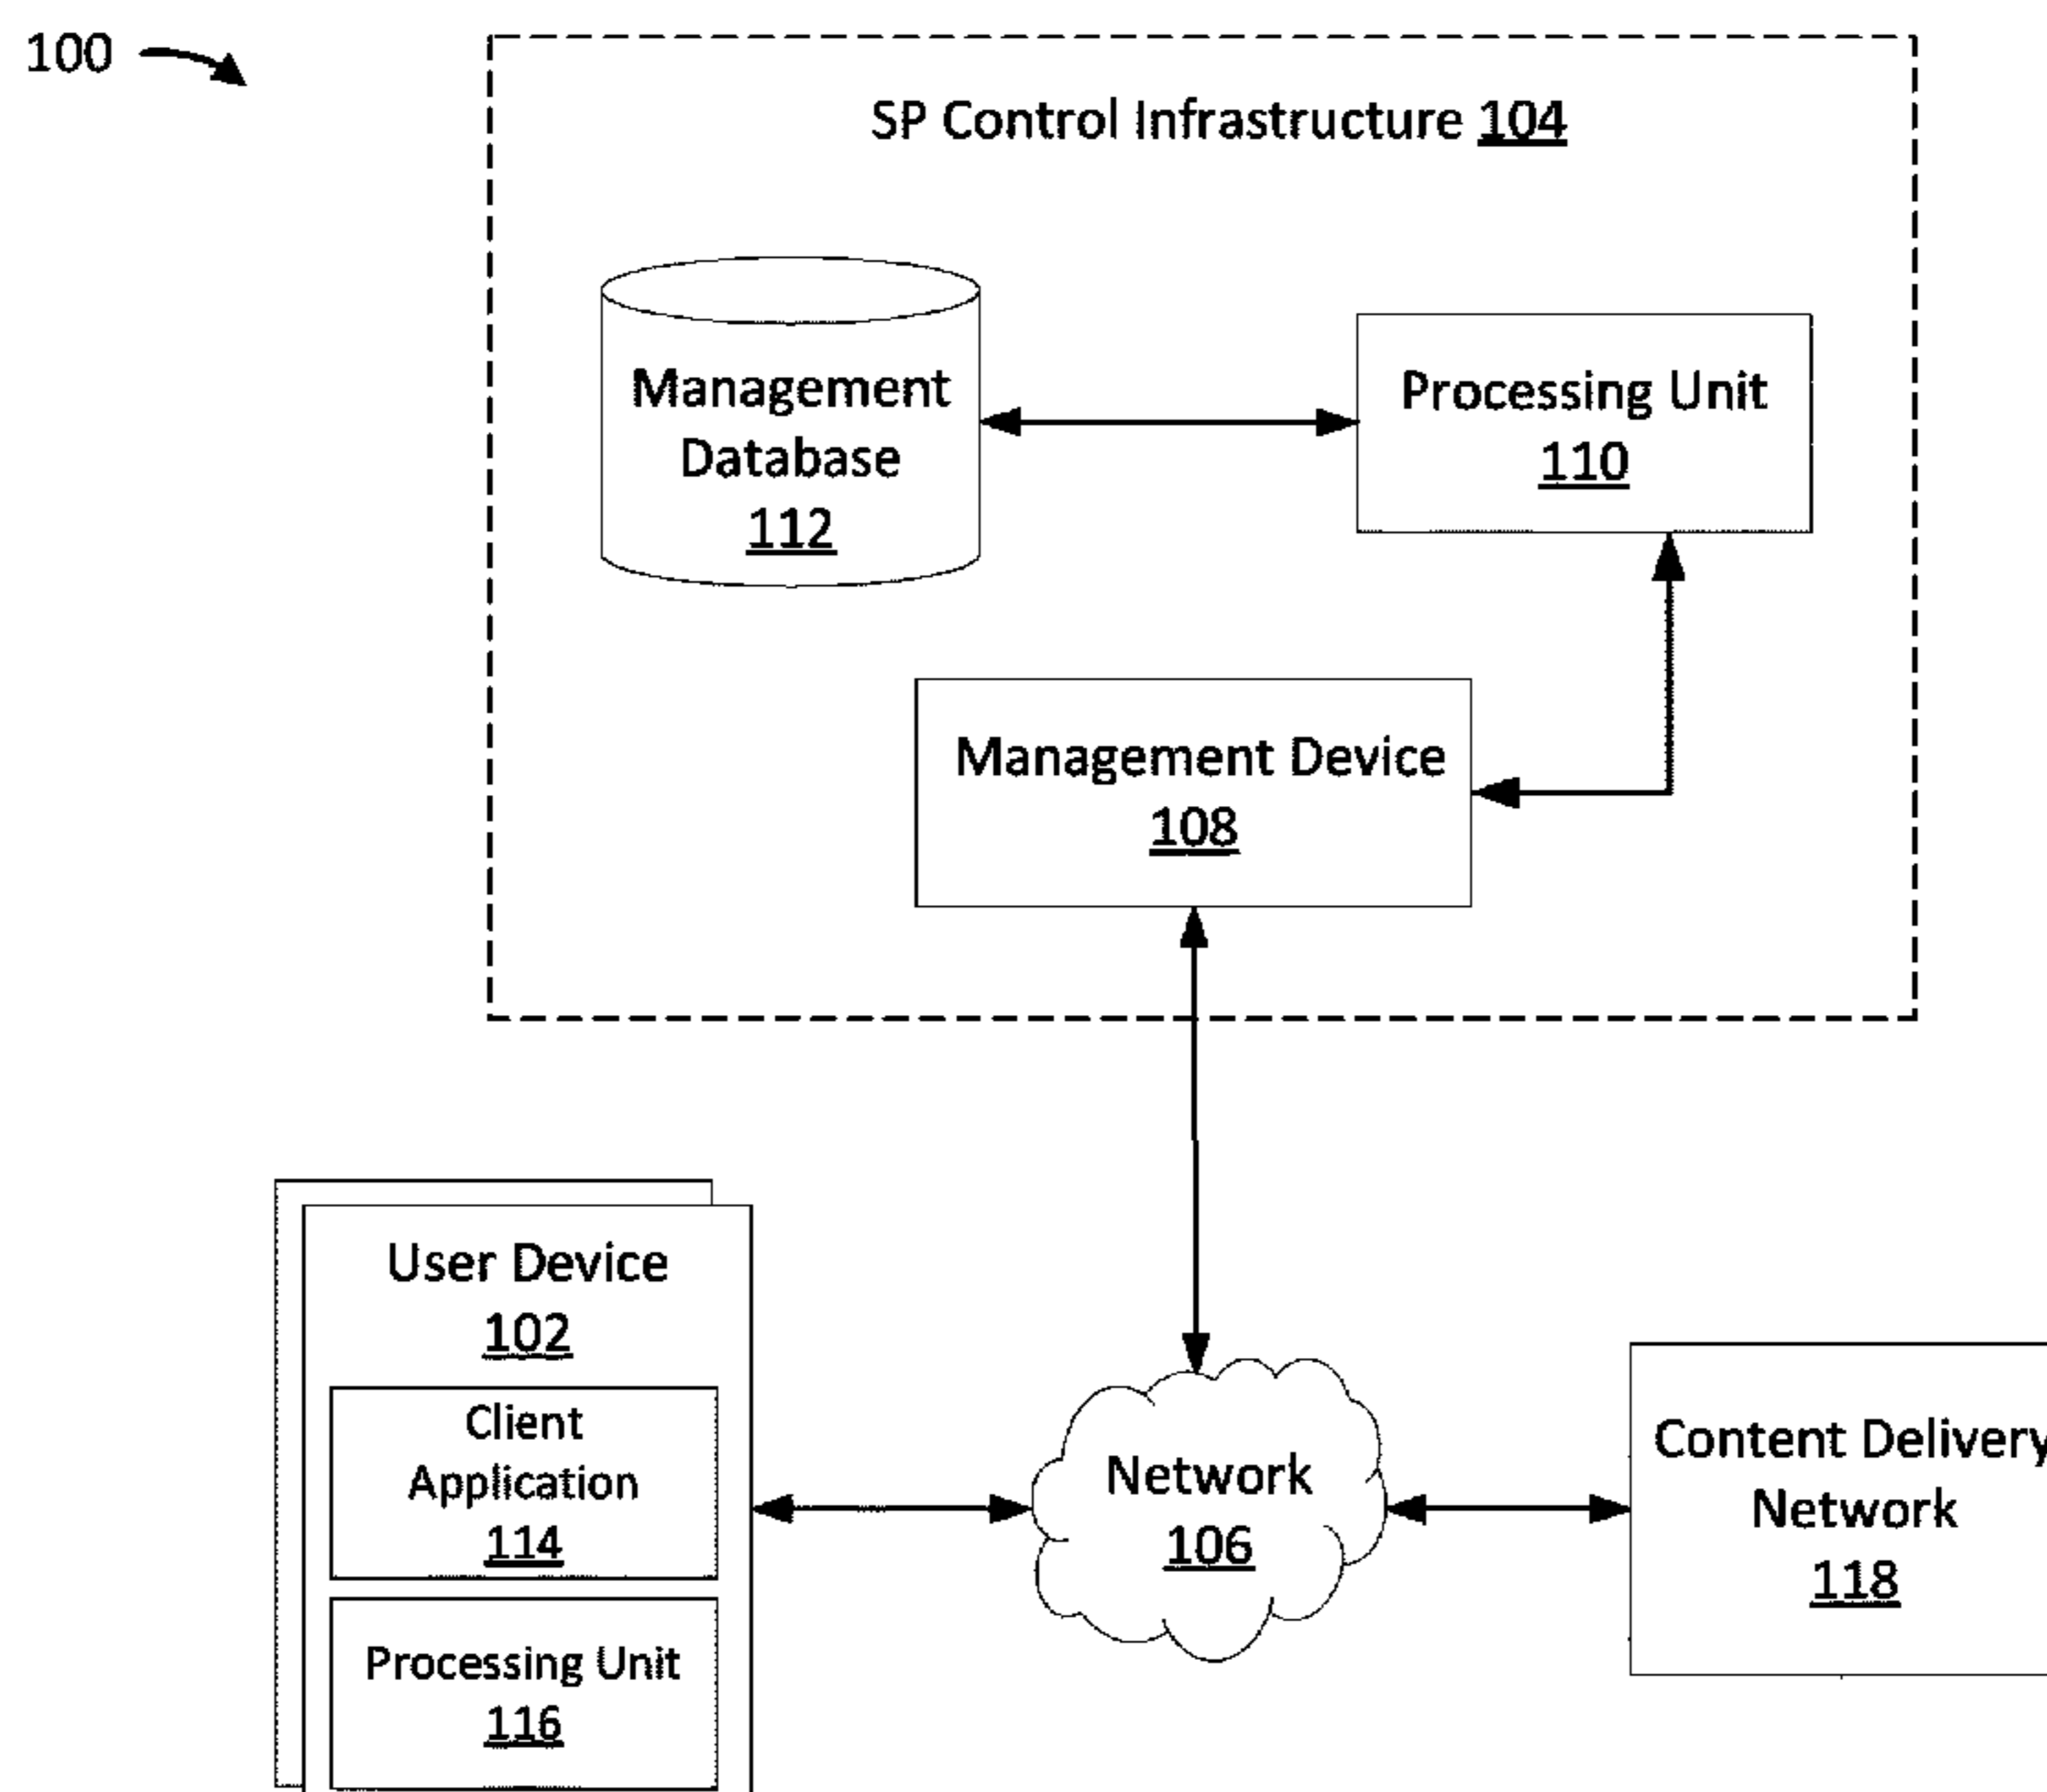 100
SP Control Infrastructure 104
Management
Database
112
Processing Unit
110
Management Device
108
User Device
102
Client
Application
114
Processing Unit
116
Network
106
Content Delivery
Network
118